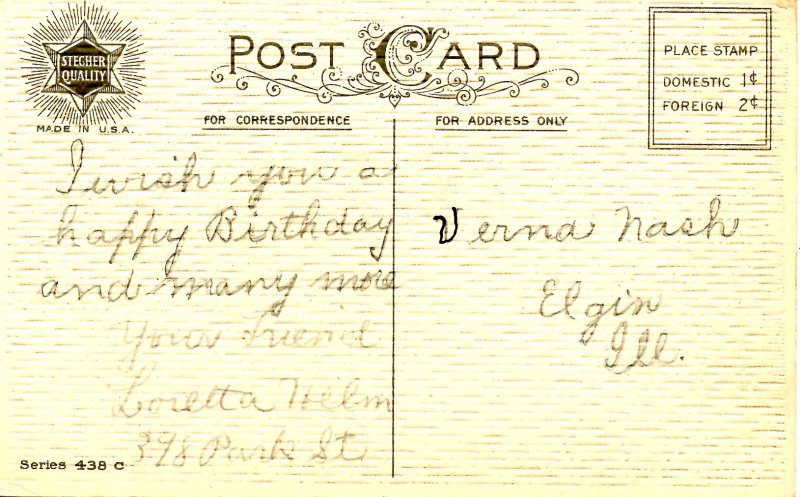 STECHER
QUALITY
MADE IN U.S.A.
POST CARD
FOR CORRESPONDENCE
FOR ADDRESS ONLY
PLACE STAMP
DOMESTIC 1¢
FOREIGN 2¢
I wish you a
happy Birthday
and many more
Your Friend
Loretta Helm
398 Park St
Verna Nash
Elgin
Ill.
Series 438 C